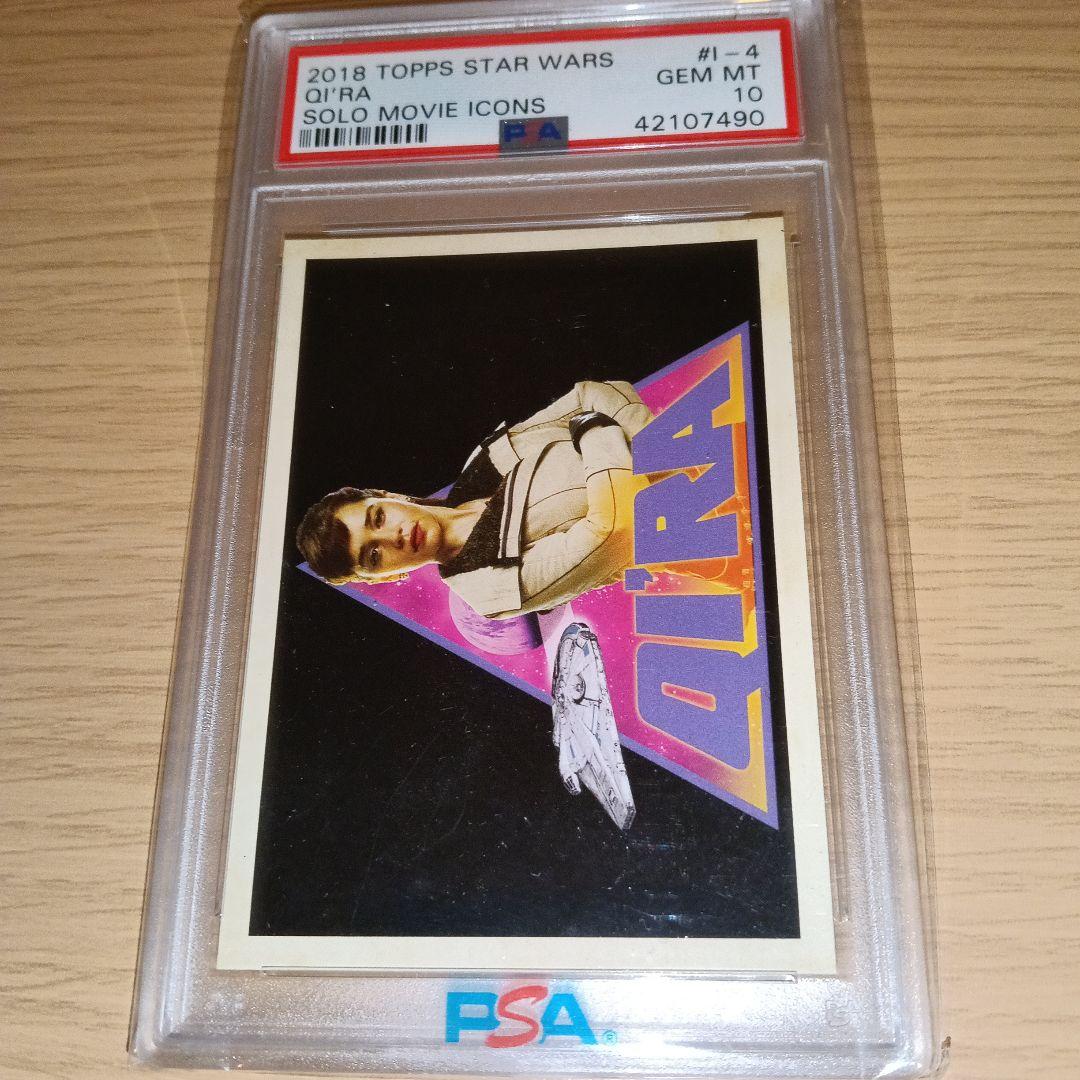 2018 TOPPS STAR WARS
QI'RA
SOLO MOVIE ICONS
#I-4
GEM MT
10
42107490
PSA
QI'RA
PSA®